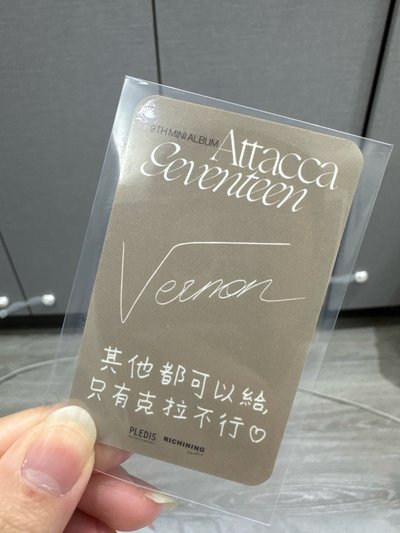 9TH MINI ALBUM
Attacca
Seventeen
Vernon
其他都可以給,
只有克拉不行♡
PLEDIS
RICHINING